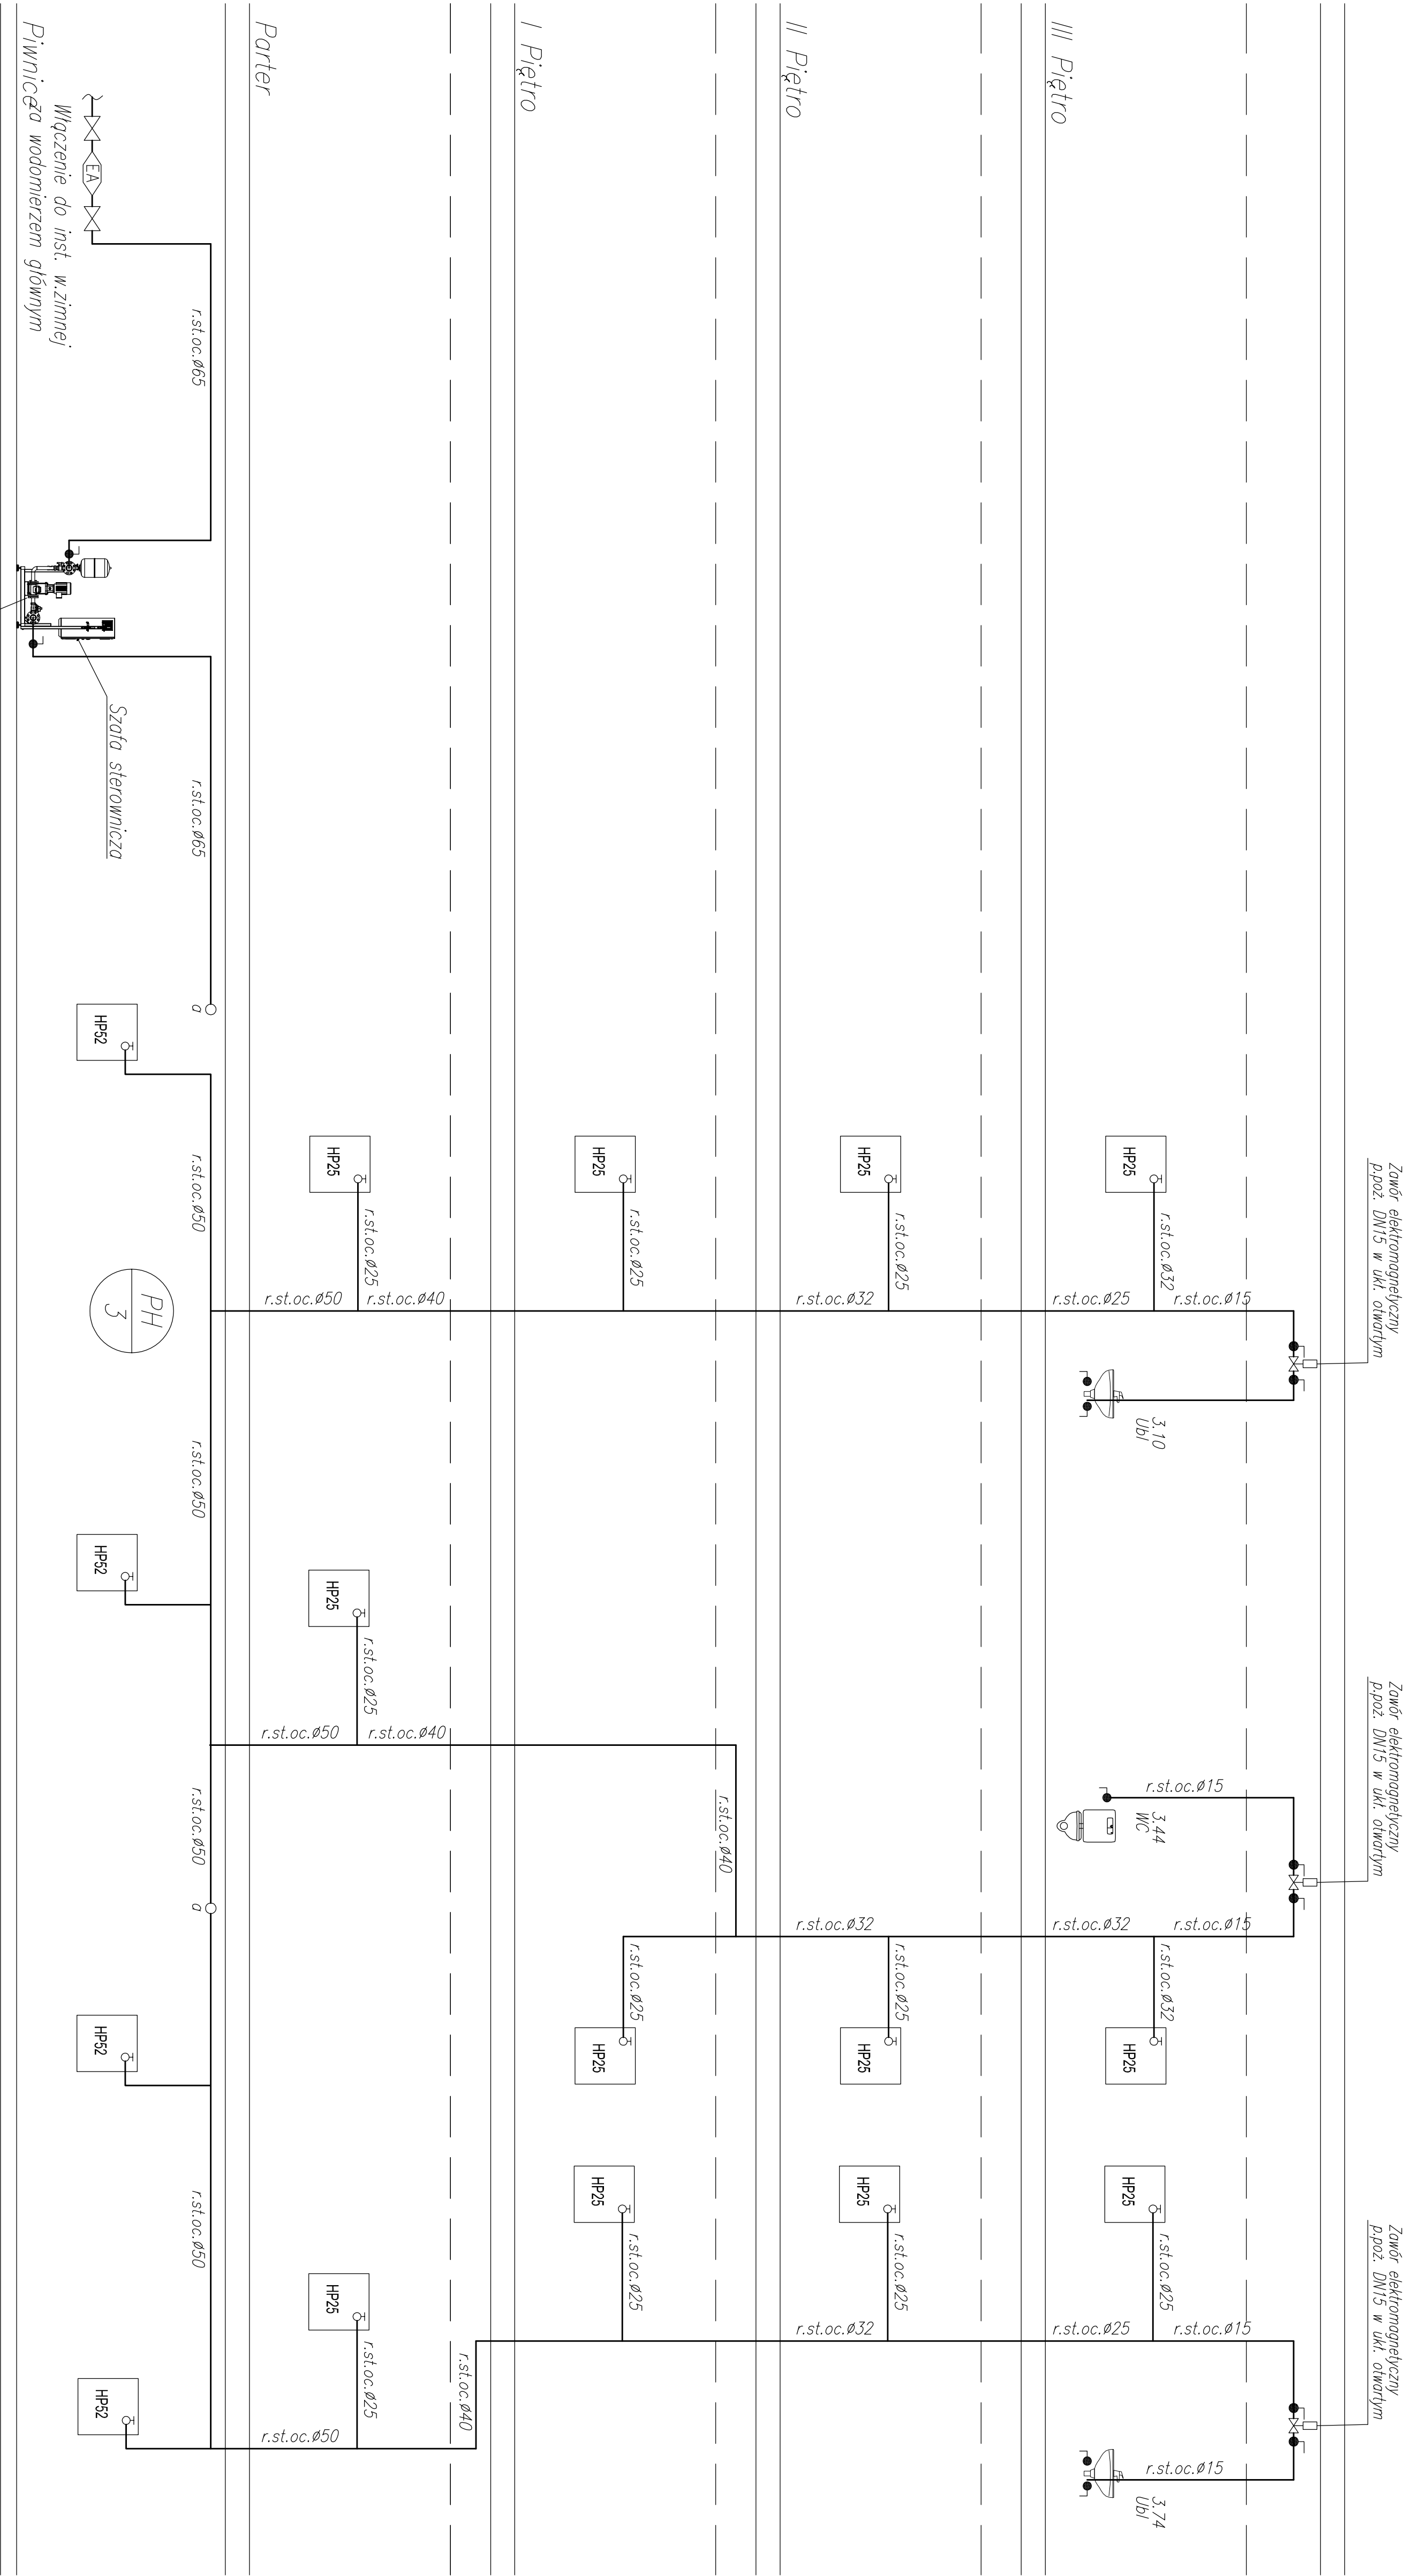 Zawór elektromagnetyczny
p.poż. DN15 w ukł. otwartym
Zawór elektromagnetyczny
p.poż. DN15 w ukł. otwartym
Zawór elektromagnetyczny
p.poż. DN15 w ukł. otwartym
III Piętro
HP25
r.st.oc.ø32
r.st.oc.ø25
r.st.oc.ø15
3.10
Ubl
r.st.oc.ø15
3.44
WC
r.st.oc.ø32
r.st.oc.ø15
r.st.oc.ø32
HP25
HP25
r.st.oc.ø25
r.st.oc.ø25
r.st.oc.ø15
r.st.oc.ø15
3.74
Ubl
II Piętro
HP25
r.st.oc.ø25
r.st.oc.ø32
r.st.oc.ø32
r.st.oc.ø25
HP25
HP25
r.st.oc.ø25
r.st.oc.ø32
I Piętro
HP25
r.st.oc.ø25
r.st.oc.ø40
r.st.oc.ø25
HP25
HP25
r.st.oc.ø25
Parter
HP25
r.st.oc.ø25
r.st.oc.ø50
r.st.oc.ø40
HP25
r.st.oc.ø25
r.st.oc.ø50
r.st.oc.ø40
HP25
r.st.oc.ø25
r.st.oc.ø40
r.st.oc.ø50
r.st.oc.ø65
r.st.oc.ø65
a
r.st.oc.ø50
r.st.oc.ø50
r.st.oc.ø50
a
r.st.oc.ø50
EA
Szafa sterownicza
HP52
PH
3
HP52
HP52
HP52
Włączenie do inst. w.zimnej
za wodomierzem głównym
Piwnice